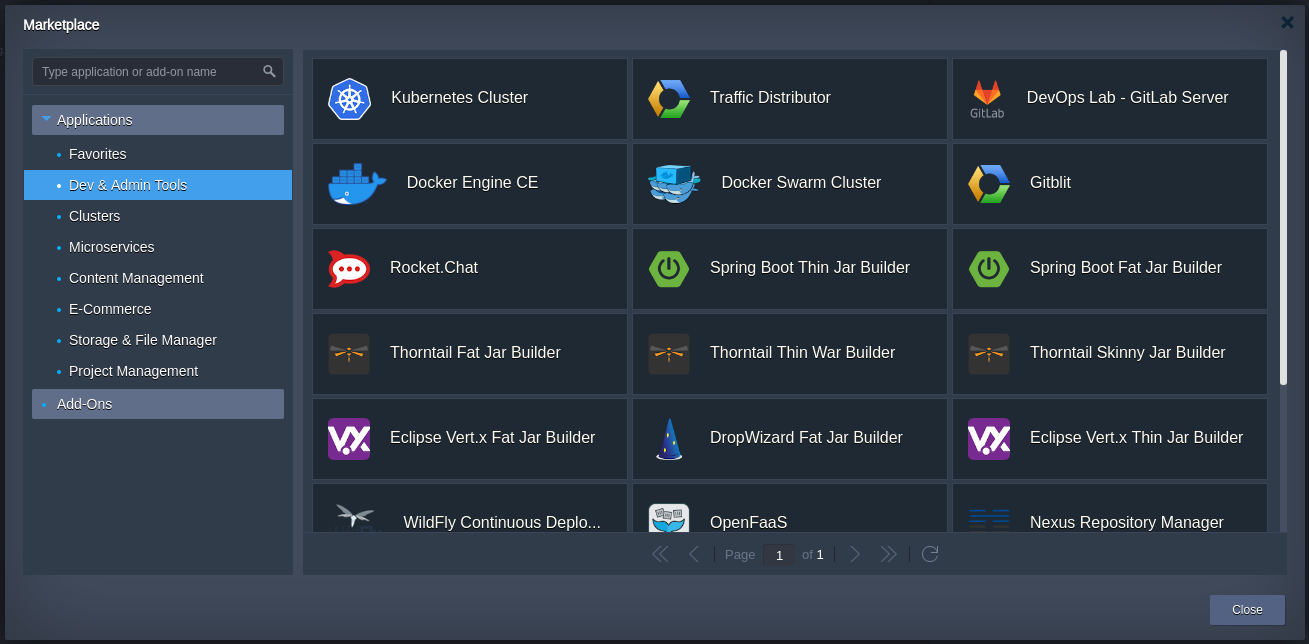 Marketplace
Type application or add-on name
Applications
Favorites
Dev & Admin Tools
Clusters
Microservices
Content Management
E-Commerce
Storage & File Manager
Project Management
Add-Ons
Kubernetes Cluster
Traffic Distributor
GitLab
DevOps Lab - GitLab Server
Docker Engine CE
Docker Swarm Cluster
Gitblit
Rocket.Chat
Spring Boot Thin Jar Builder
Spring Boot Fat Jar Builder
Thorntail Fat Jar Builder
Thorntail Thin War Builder
Thorntail Skinny Jar Builder
V.X
Eclipse Vert.x Fat Jar Builder
DropWizard Fat Jar Builder
V.X
Eclipse Vert.x Thin Jar Builder
WildFly Continuous Deplo...
OpenFaaS
Nexus Repository Manager
Page 1 of 1
Close